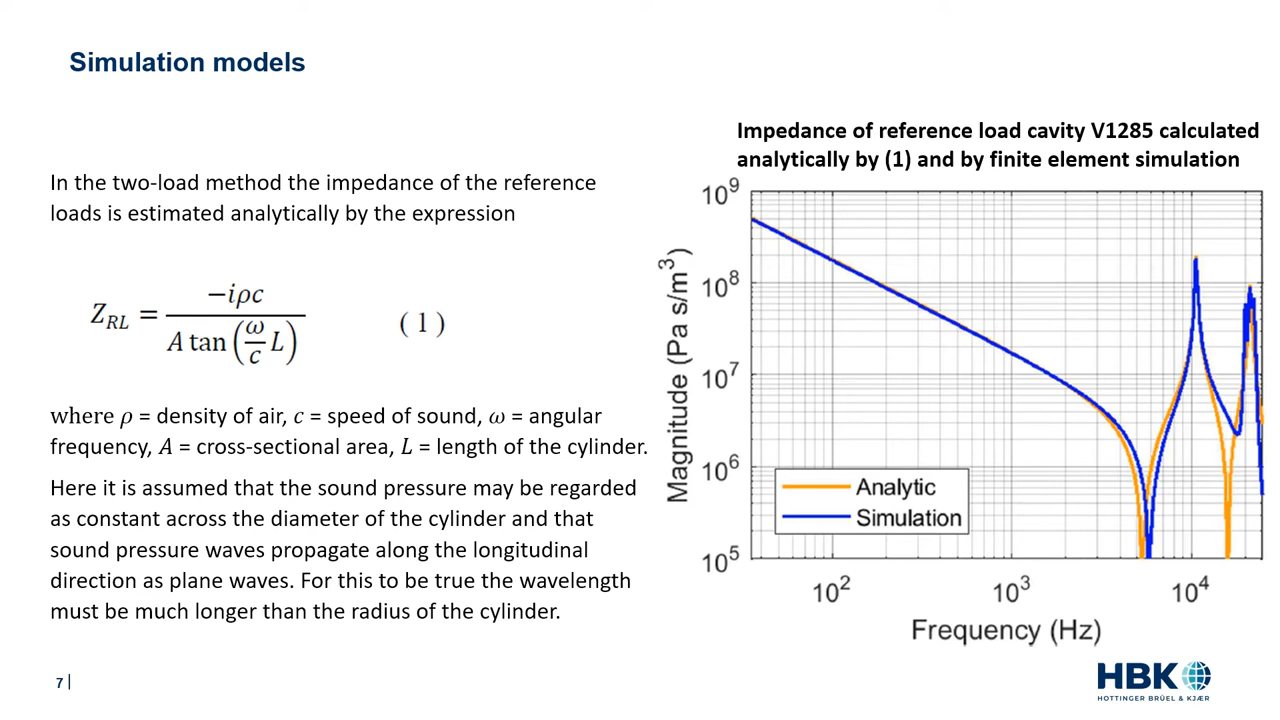 Simulation models
In the two-load method the impedance of the reference
loads is estimated analytically by the expression
Z_RL = −iρc / (A tan(ω/c L))    ( 1 )
where ρ = density of air, c = speed of sound, ω = angular
frequency, A = cross-sectional area, L = length of the cylinder.
Here it is assumed that the sound pressure may be regarded
as constant across the diameter of the cylinder and that
sound pressure waves propagate along the longitudinal
direction as plane waves. For this to be true the wavelength
must be much longer than the radius of the cylinder.
Impedance of reference load cavity V1285 calculated
analytically by (1) and by finite element simulation
Magnitude (Pa s/m³)
10⁹
10⁸
10⁷
10⁶
10⁵
Analytic
Simulation
10² 10³ 10⁴
Frequency (Hz)
7 |
HBK
HOTTINGER BRÜEL & KJÆR